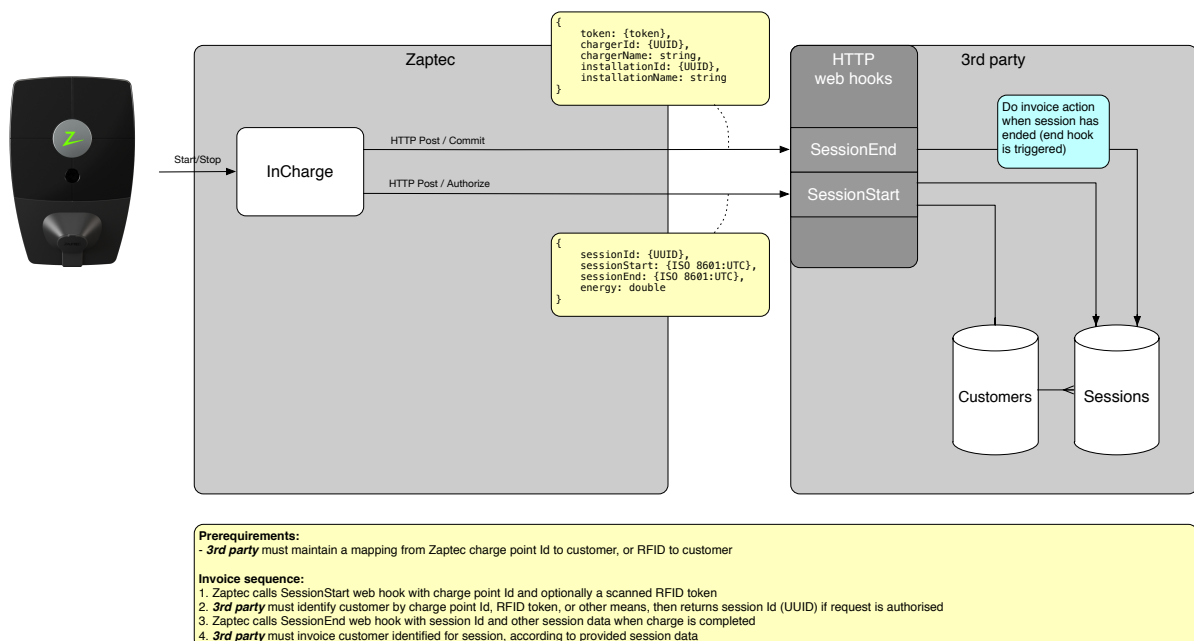 {
token: {token},
chargerId: {UUID},
chargerName: string,
installationId: {UUID},
installationName: string
}
Zaptec
HTTP
web hooks
3rd party
Do invoice action
when session has
ended (end hook
is triggered)
Z
Start/Stop
InCharge
HTTP Post / Commit
SessionEnd
HTTP Post / Authorize
SessionStart
{
sessionId: {UUID},
sessionStart: {ISO 8601:UTC},
sessionEnd: {ISO 8601:UTC},
energy: double
}
Customers
Sessions
Prerequirements:
- 3rd party must maintain a mapping from Zaptec charge point Id to customer, or RFID to customer
Invoice sequence:
1. Zaptec calls SessionStart web hook with charge point Id and optionally a scanned RFID token
2. 3rd party must identify customer by charge point Id, RFID token, or other means, then returns session Id (UUID) if request is authorised
3. Zaptec calls SessionEnd web hook with session Id and other session data when charge is completed
4. 3rd party must invoice customer identified for session, according to provided session data